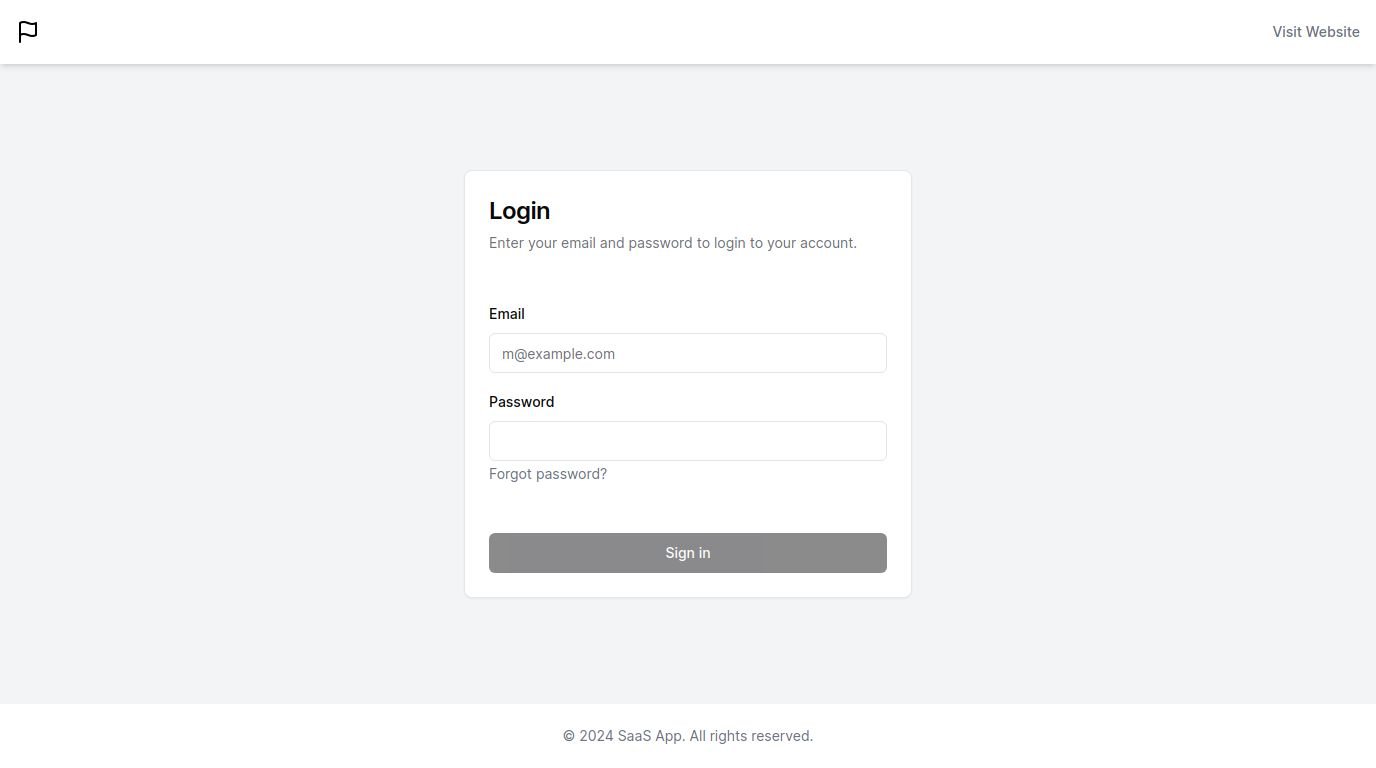 Visit Website
Login
Enter your email and password to login to your account.
Email
m@example.com
Password
Forgot password?
Sign in
© 2024 SaaS App. All rights reserved.